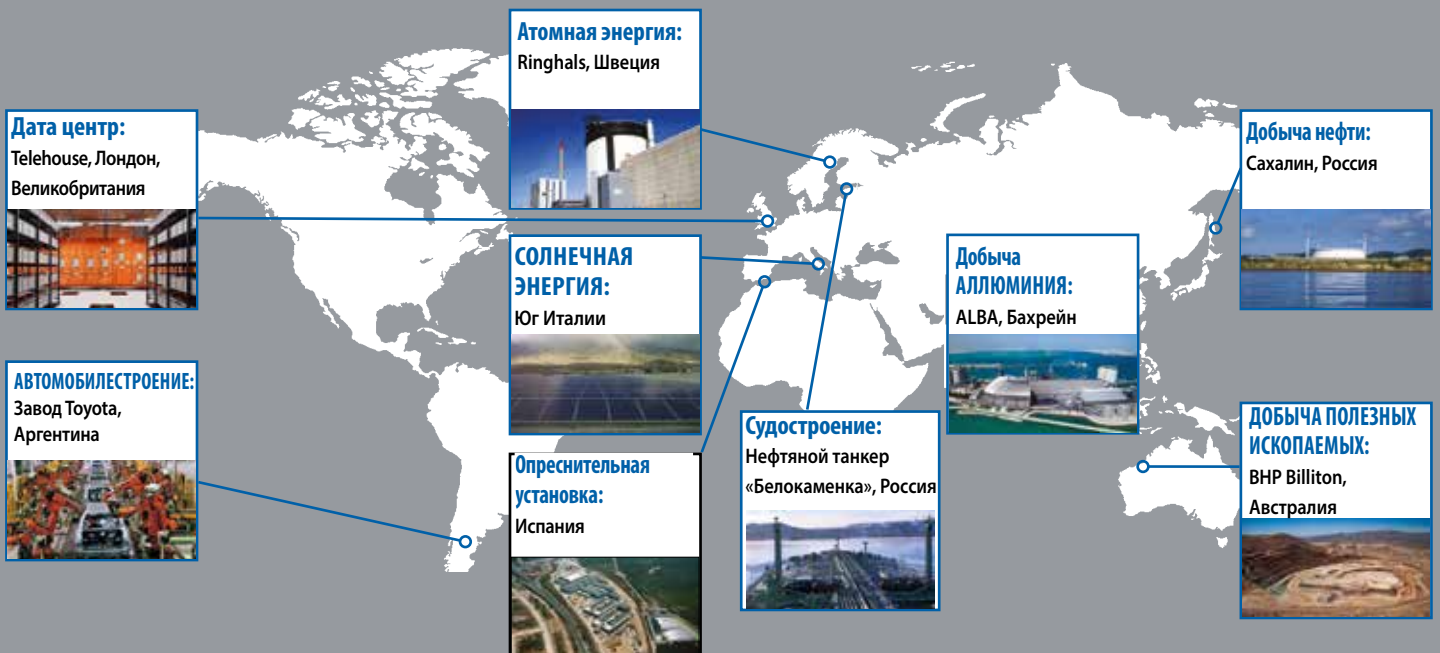 Атомная энергия:
Ringhals, Швеция
Дата центр:
Telehouse, Лондон,
Великобритания
Добыча нефти:
Сахалин, Россия
СОЛНЕЧНАЯ
ЭНЕРГИЯ:
Юг Италии
Добыча
АЛЛЮМИНИЯ:
ALBA, Бахрейн
АВТОМОБИЛЕСТРОЕНИЕ:
Завод Toyota,
Аргентина
Опреснительная
установка:
Испания
Судостроение:
Нефтяной танкер
«Белокаменка», Россия
ДОБЫЧА ПОЛЕЗНЫХ
ИСКОПАЕМЫХ:
BHP Billiton,
Австралия